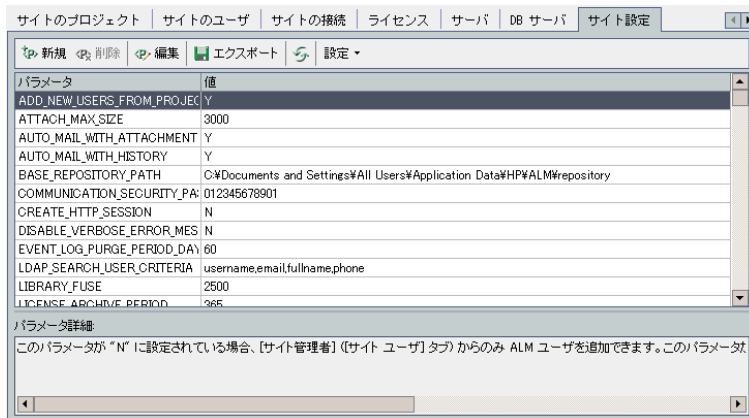 サイトのプロジェクト サイトのユーザ サイトの接続 ライセンス サーバ DB サーバ サイト設定
新規 削除 編集 エクスポート 設定
パラメータ 値
ADD_NEW_USERS_FROM_PROJEC Y
ATTACH_MAX_SIZE 3000
AUTO_MAIL_WITH_ATTACHMENT Y
AUTO_MAIL_WITH_HISTORY Y
BASE_REPOSITORY_PATH C:¥Documents and Settings¥All Users¥Application Data¥HP¥ALM¥repository
COMMUNICATION_SECURITY_PA 012345678901
CREATE_HTTP_SESSION N
DISABLE_VERBOSE_ERROR_MES N
EVENT_LOG_PURGE_PERIOD_DAY 60
LDAP_SEARCH_USER_CRITERIA username,email,fullname,phone
LIBRARY_FUSE 2500
LICENSE_ARCHIVE_PERIOD 365
パラメータ詳細:
このパラメータが "N" に設定されている場合、[サイト管理者] ([サイト ユーザ] タブ) からのみ ALM ユーザを追加できます。このパラメータが